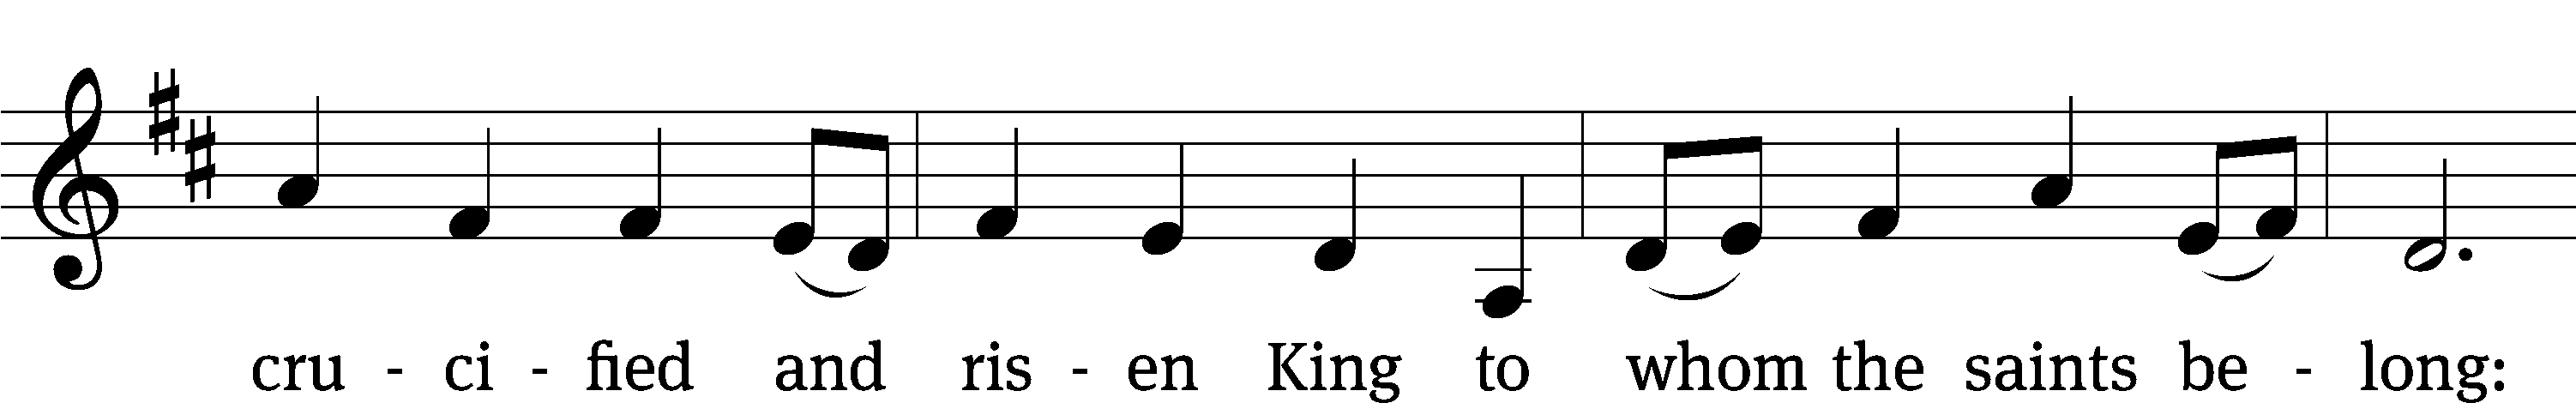 cru - ci - fied and ris - en King to whom the saints be - long: